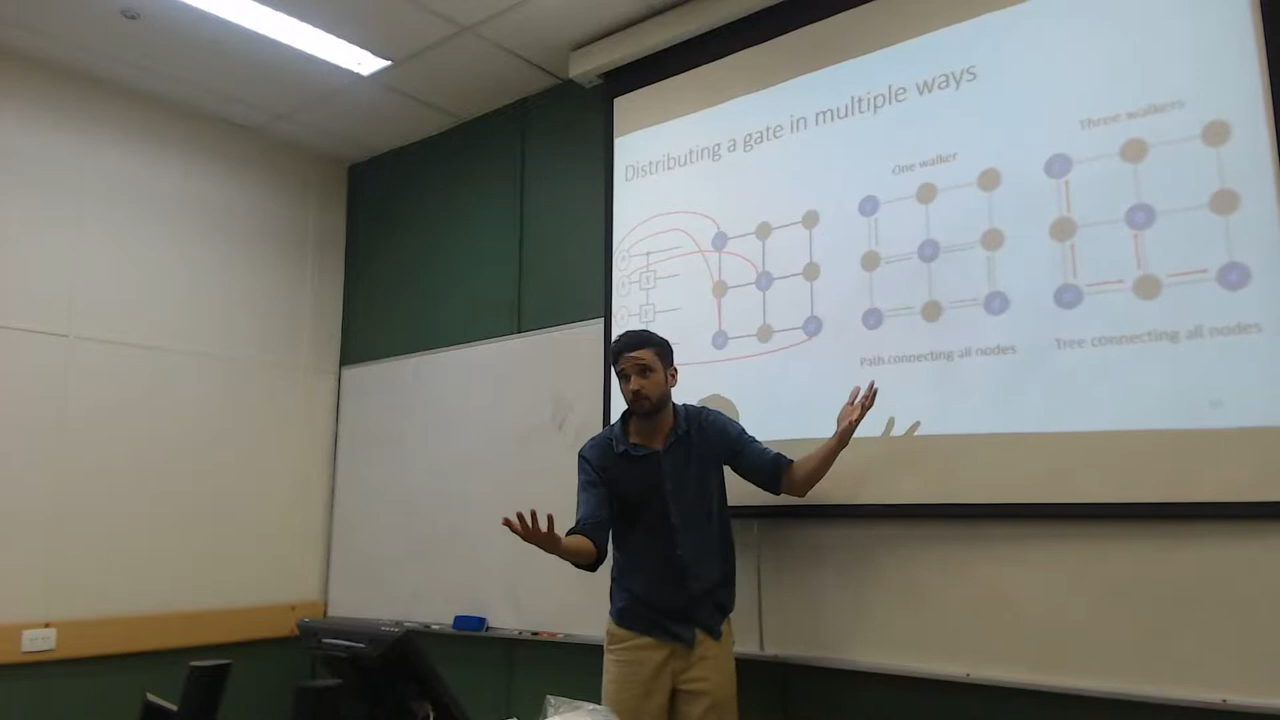 Distributing a gate in multiple ways
One walker
Three walkers
Path connecting all nodes
Tree connecting all nodes